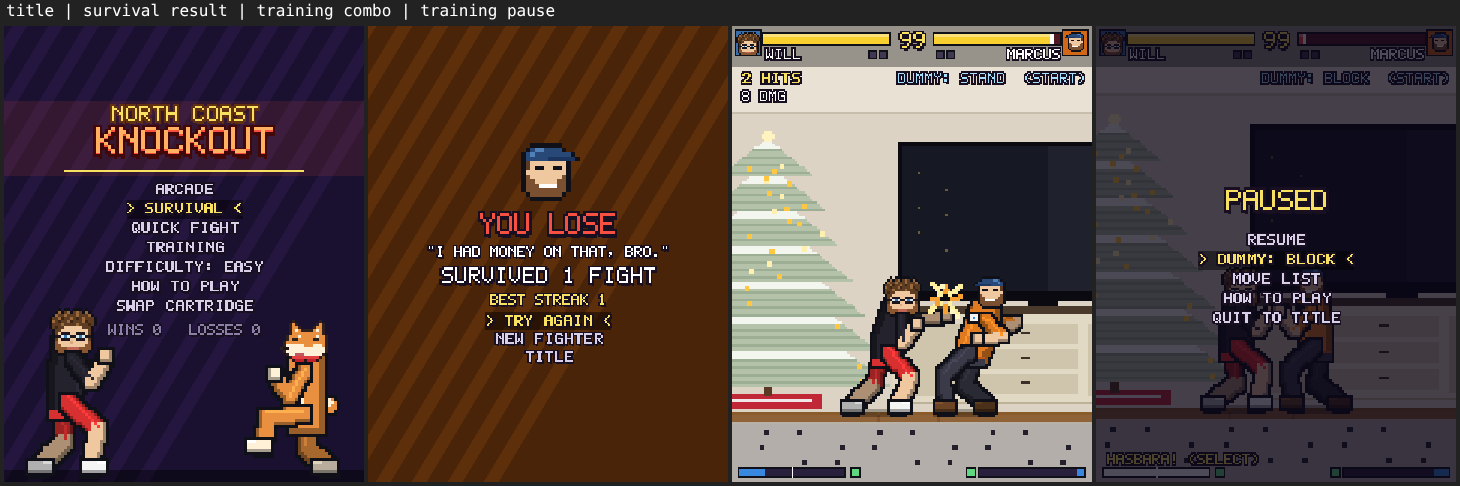 title | survival result | training combo | training pause
NORTH COAST
KNOCKOUT
ARCADE
> SURVIVAL <
QUICK FIGHT
TRAINING
DIFFICULTY: EASY
HOW TO PLAY
SWAP CARTRIDGE
WINS 0 LOSSES 0
YOU LOSE
"I HAD MONEY ON THAT, BRO."
SURVIVED 1 FIGHT
BEST STREAK 1
> TRY AGAIN <
NEW FIGHTER
TITLE
99
WILL
MARCUS
2 HITS
8 DMG
DUMMY: STAND (START)
99
WILL
MARCUS
DUMMY: BLOCK (START)
PAUSED
RESUME
> DUMMY: BLOCK <
MOVE LIST
HOW TO PLAY
QUIT TO TITLE
HASBARA! (SELECT)